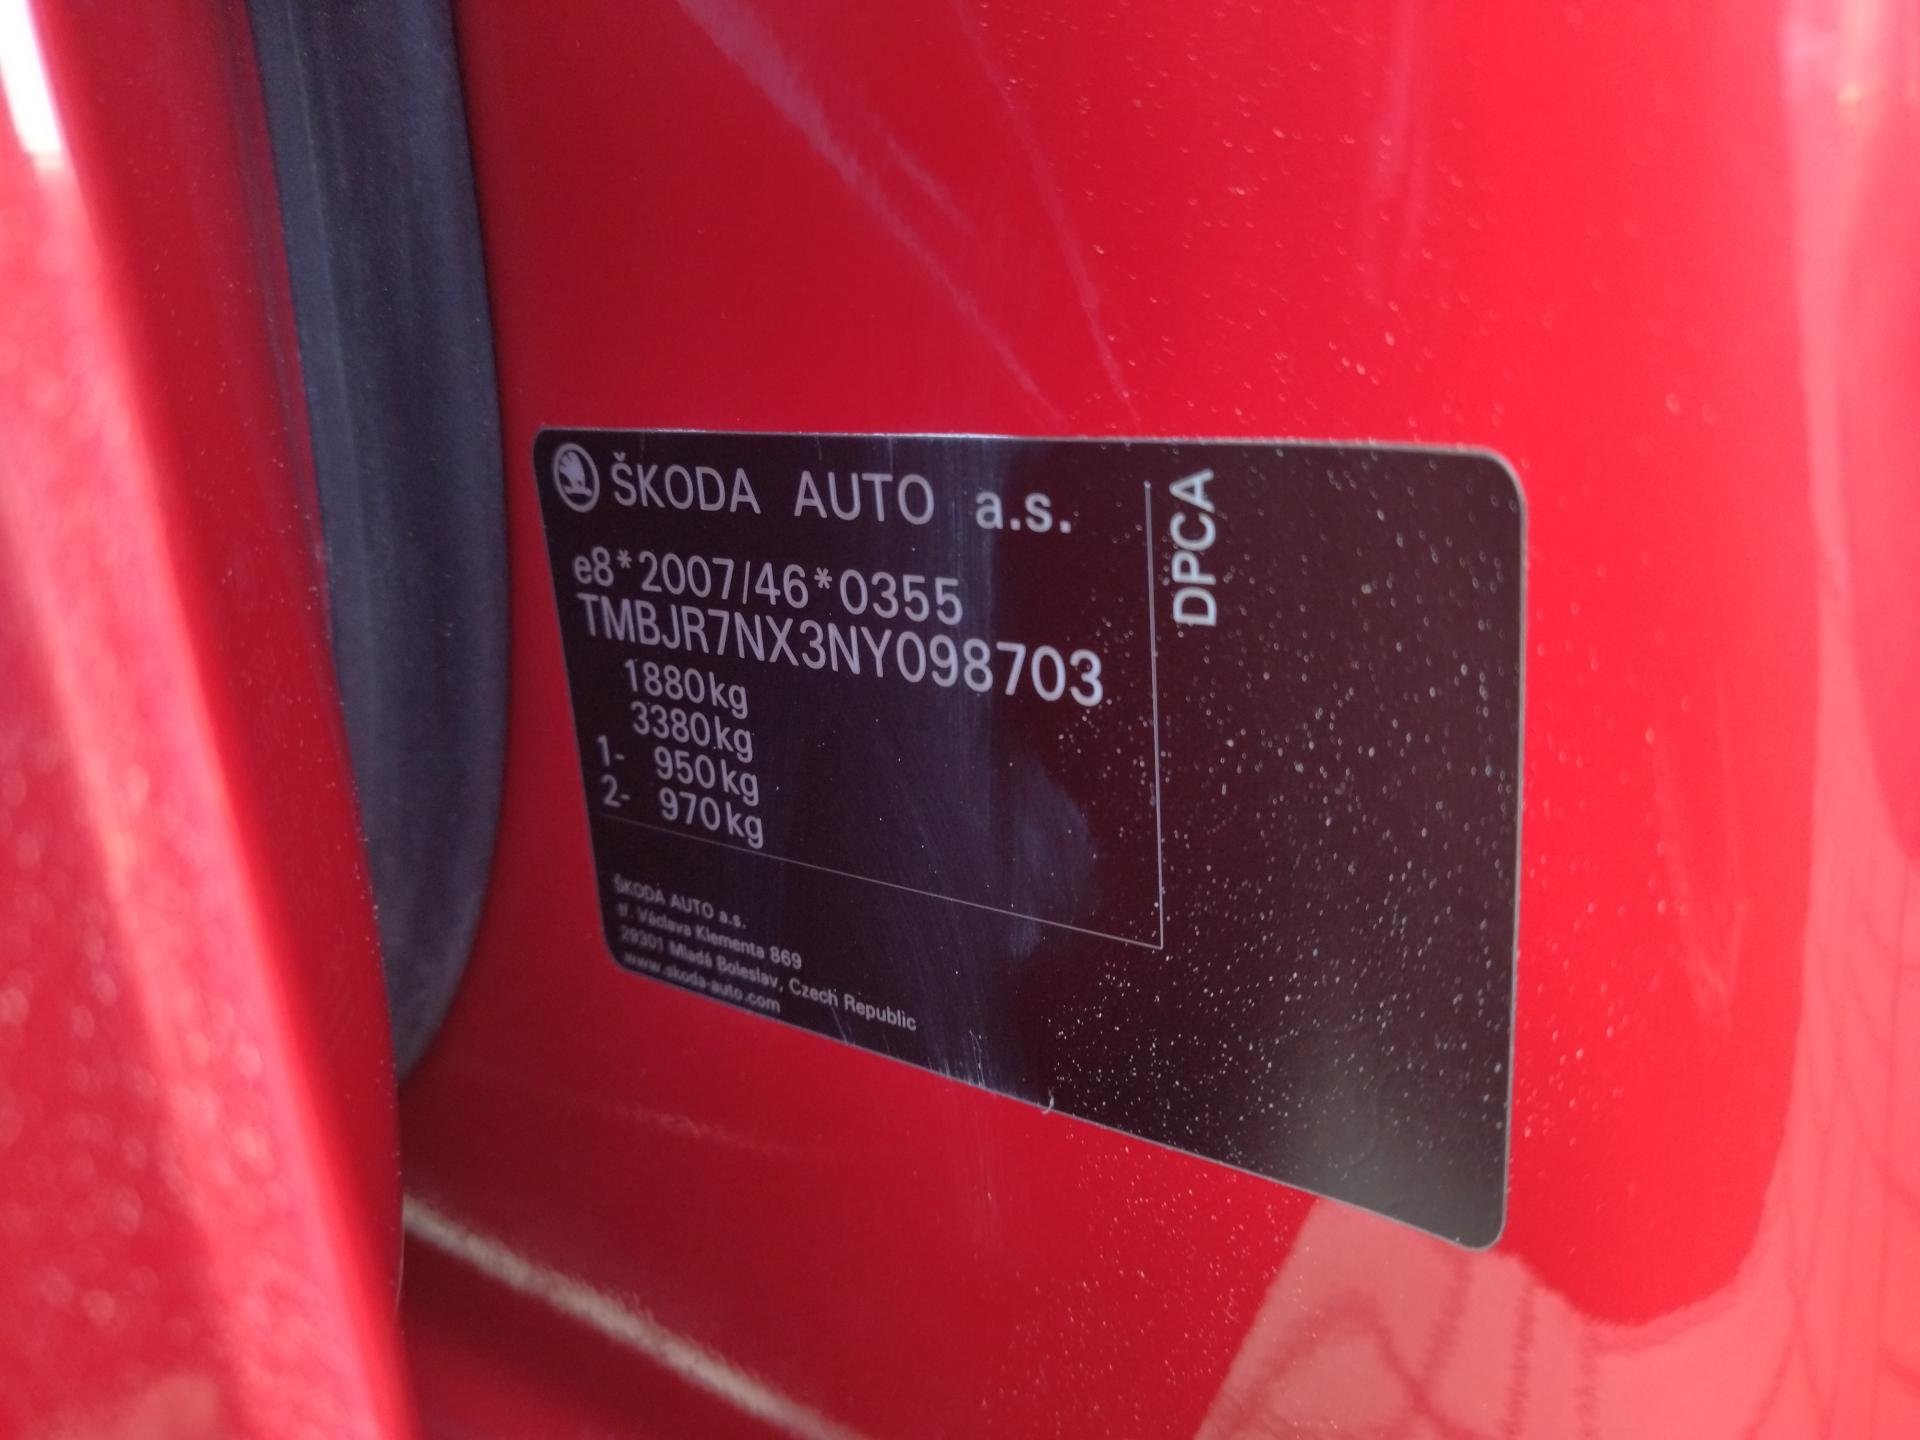 ŠKODA AUTO a.s.
e8*2007/46*0355
TMBJR7NX3NY098703
1880kg
3380kg
1- 950kg
2- 970kg
DPCA
ŠKODA AUTO a.s.
tř. Václava Klementa 869
29301 Mladá Boleslav, Czech Republic
www.skoda-auto.com